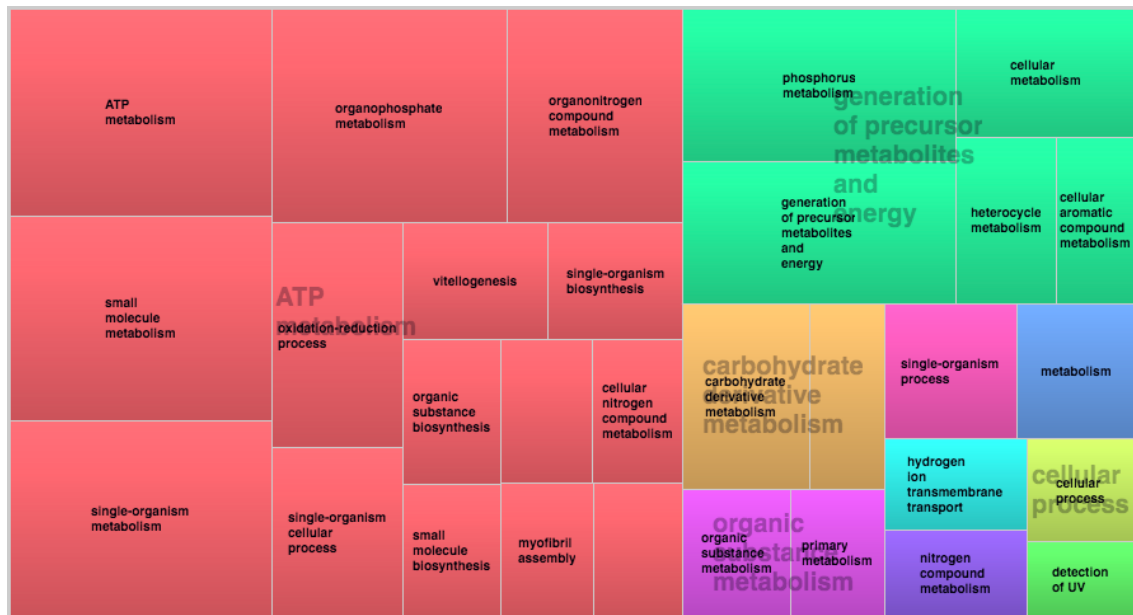 ATP
metabolism
organophosphate
metabolism
organonitrogen
compound
metabolism
small
molecule
metabolism
single-organism
metabolism
ATP
metabolism
oxidation-reduction
process
vitellogenesis
single-organism
biosynthesis
organic
substance
biosynthesis
cellular
nitrogen
compound
metabolism
single-organism
cellular
process
small
molecule
biosynthesis
myofibril
assembly
phosphorus
metabolism
cellular
metabolism
generation
of precursor
metabolites
and
energy
generation
of precursor
metabolites
and
energy
heterocycle
metabolism
cellular
aromatic
compound
metabolism
carbohydrate
derivative
metabolism
carbohydrate
derivative
metabolism
single-organism
process
metabolism
hydrogen
ion
transmembrane
transport
cellular
process
cellular
process
organic
substance
metabolism
organic
substance
metabolism
primary
metabolism
nitrogen
compound
metabolism
detection
of UV